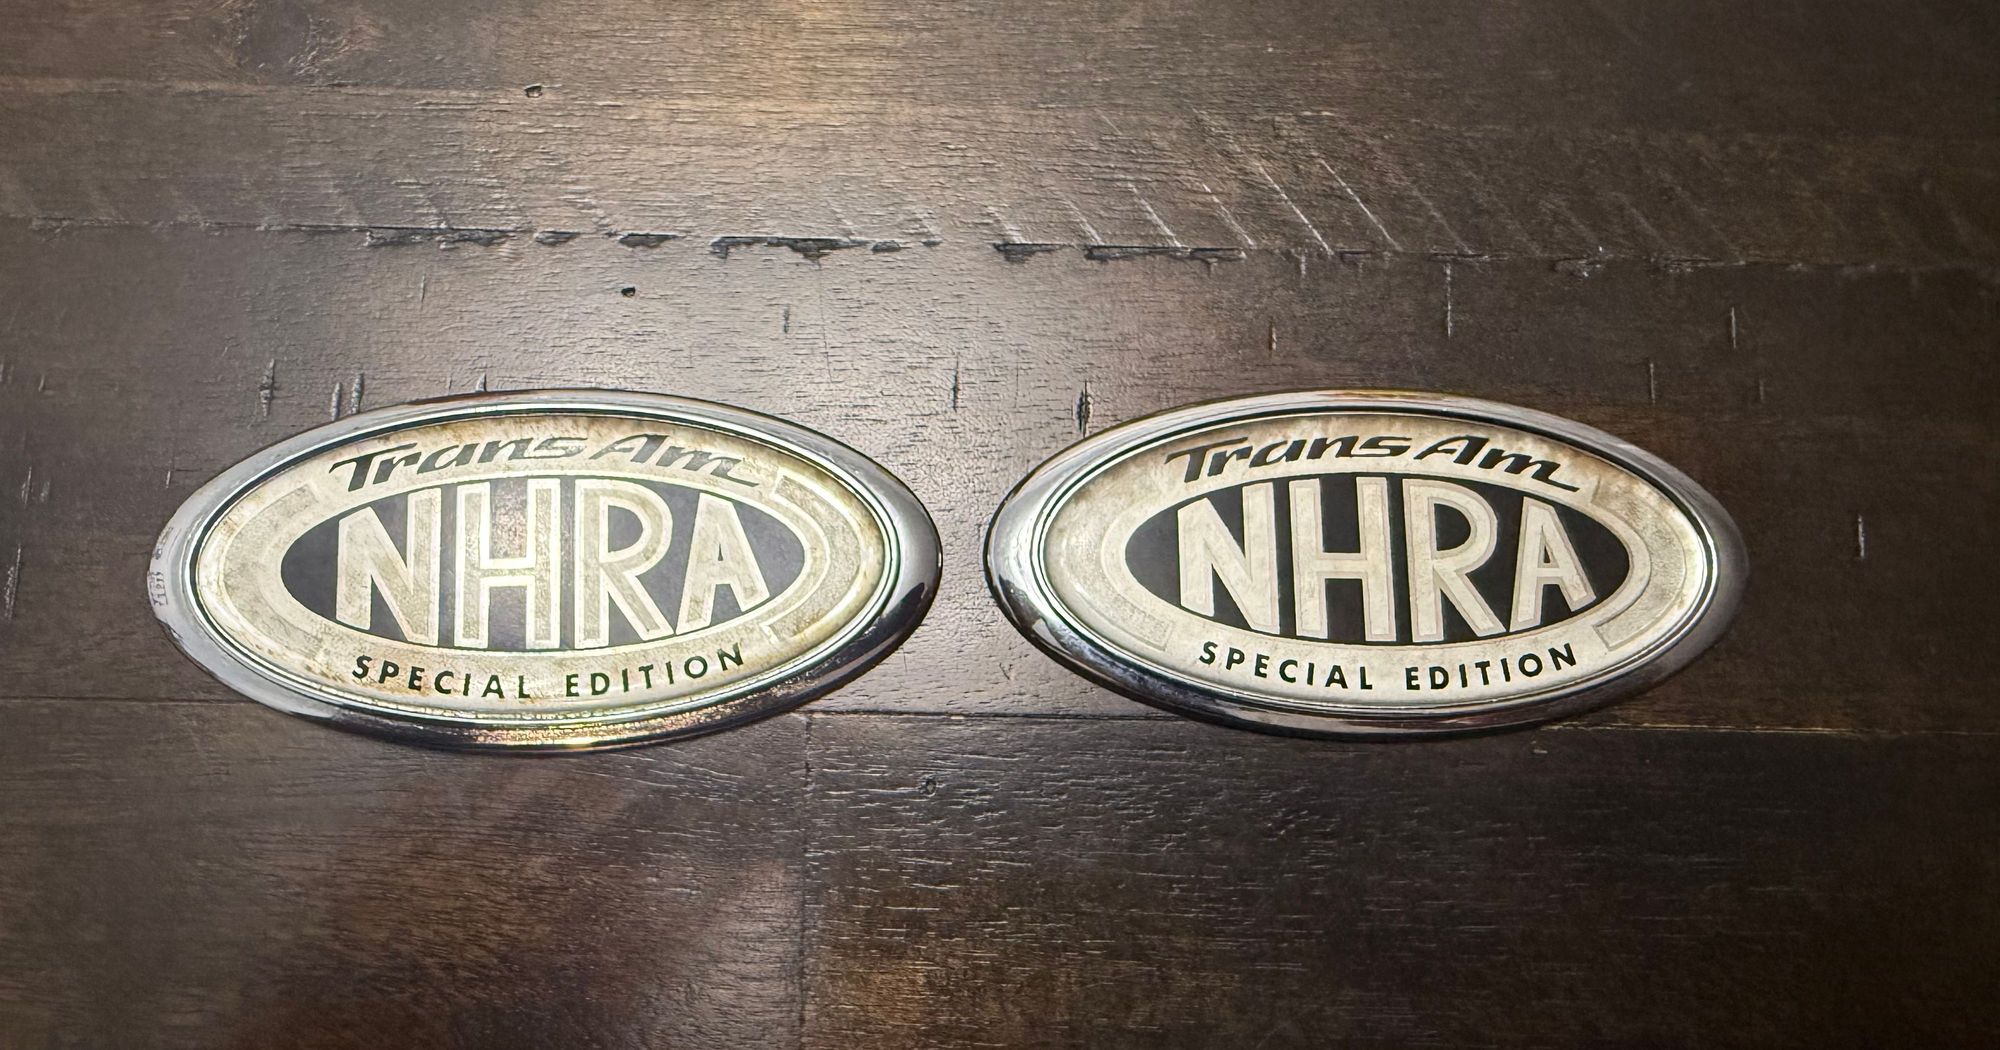 Trans Am
NHRA
SPECIAL EDITION
Trans Am
NHRA
SPECIAL EDITION